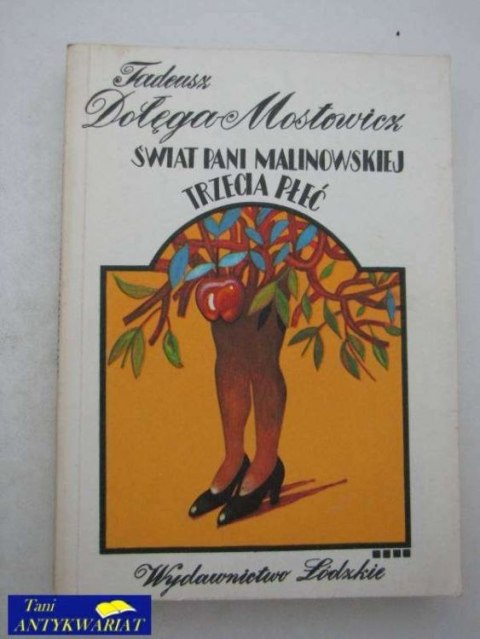 Tadeusz
Dołęga-Mostowicz
ŚWIAT PANI MALINOWSKIEJ
TRZECIA PŁEĆ
Wydawnictwo Łódzkie
Tani
ANTYKWARIAT